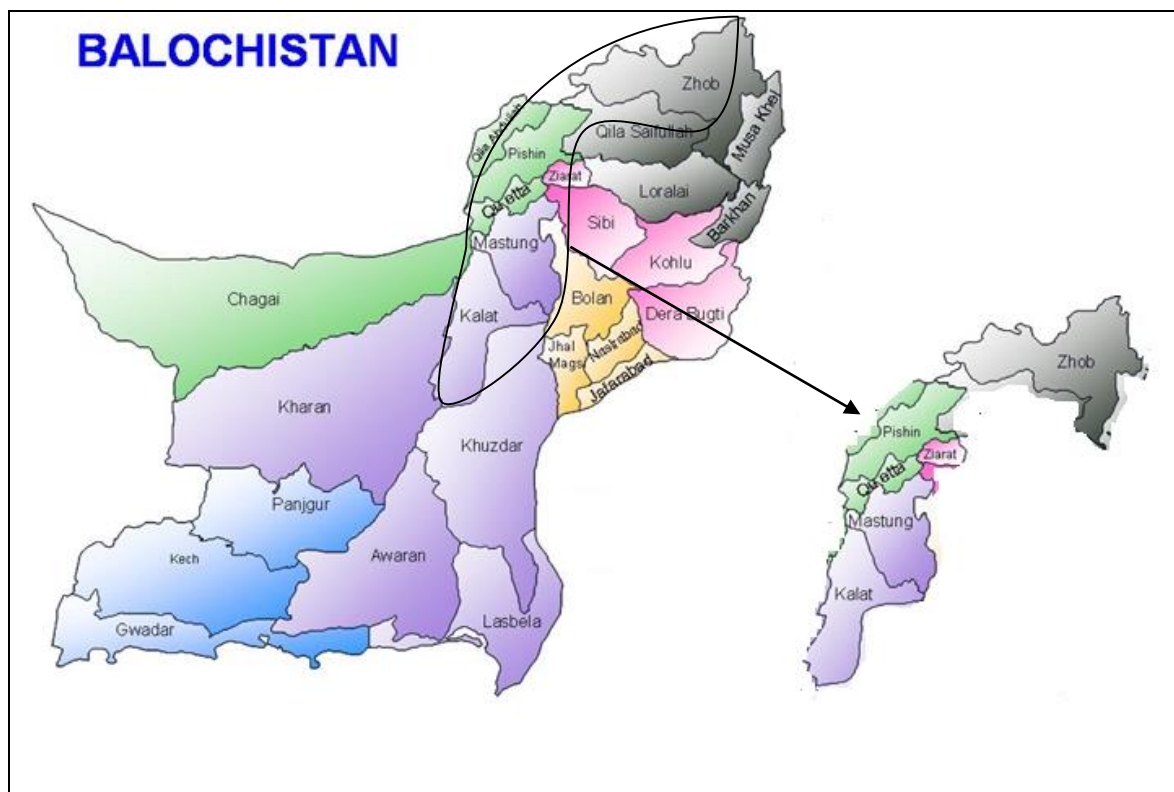 BALOCHISTAN
Zhob
Qila Saifullah
Musa Khel
Qila Abdullah
Pishin
Ziarat
Loralai
Quetta
Barkhan
Sibi
Mastung
Kohlu
Chagai
Bolan
Kalat
Dera Bugti
Nasirabad
Jhal
Mags
Jafarabad
Kharan
Khuzdar
Panjgur
Kech
Awaran
Gwadar
Lasbela
Zhob
Pishin
Ziarat
Quetta
Mastung
Kalat